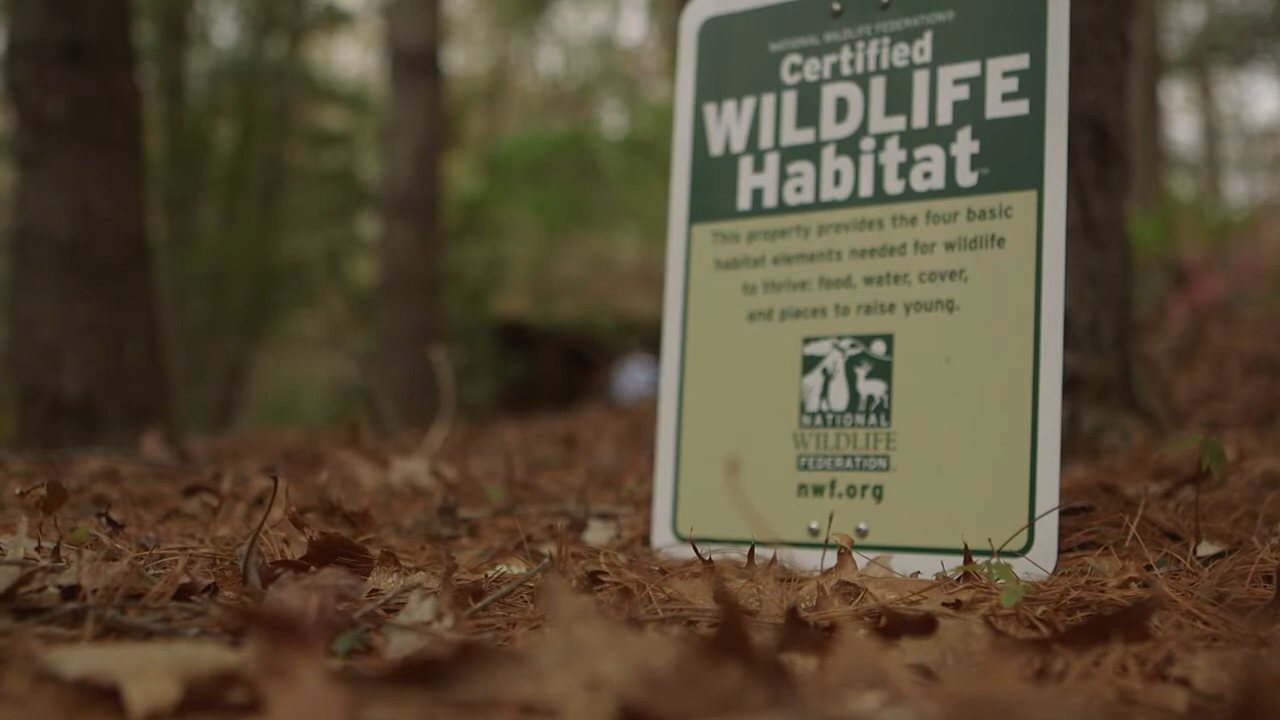 NATIONAL WILDLIFE FEDERATION®
Certified
WILDLIFE
Habitat™
This property provides the four basic
habitat elements needed for wildlife
to thrive: food, water, cover,
and places to raise young.
NATIONAL
WILDLIFE
FEDERATION
nwf.org